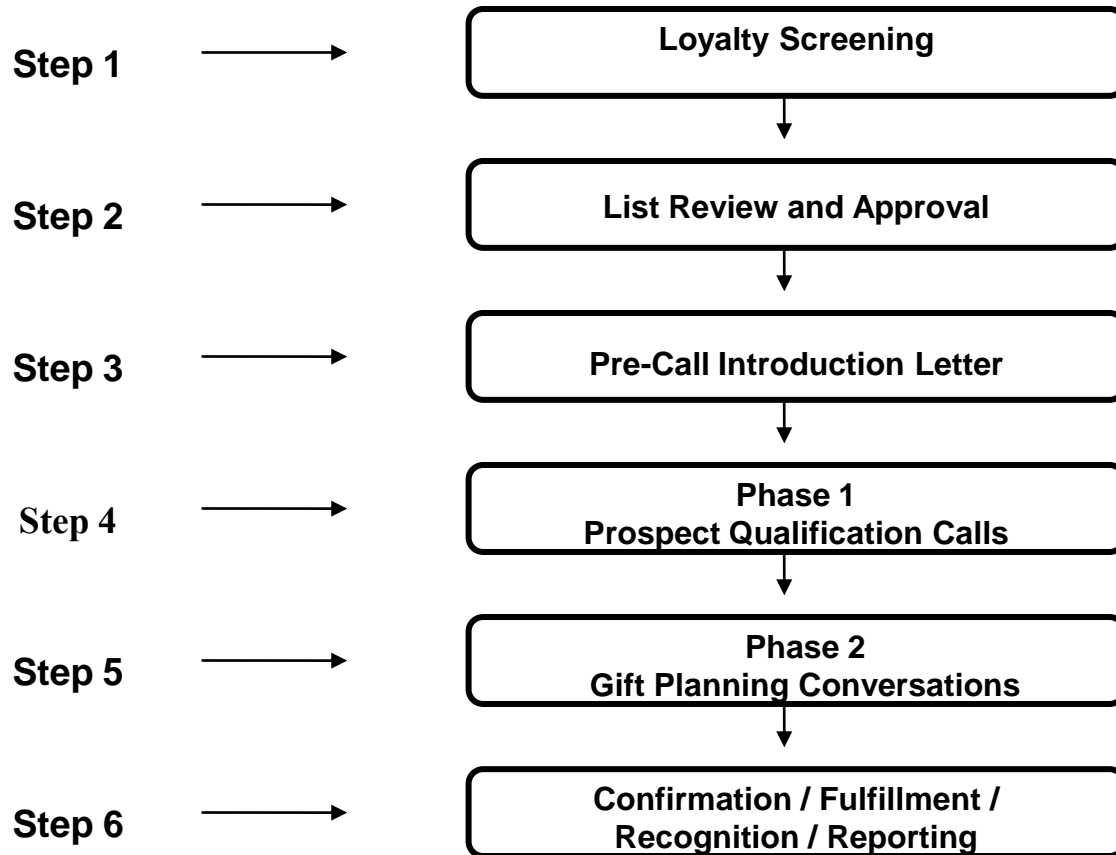 Step 1
Loyalty Screening
Step 2
List Review and Approval
Step 3
Pre-Call Introduction Letter
Step 4
Phase 1
Prospect Qualification Calls
Step 5
Phase 2
Gift Planning Conversations
Step 6
Confirmation / Fulfillment /
Recognition / Reporting